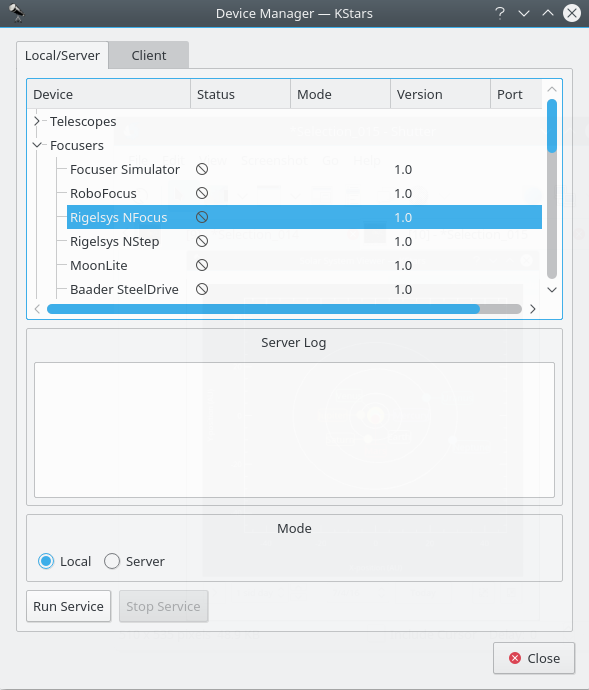 Device Manager — KStars
Local/Server Client
Device Status Mode Version Port
Telescopes
Focusers
Focuser Simulator 1.0
RoboFocus 1.0
Rigelsys NFocus 1.0
Rigelsys NStep 1.0
MoonLite 1.0
Baader SteelDrive 1.0
Server Log
Mode
Local Server
Run Service Stop Service
Close